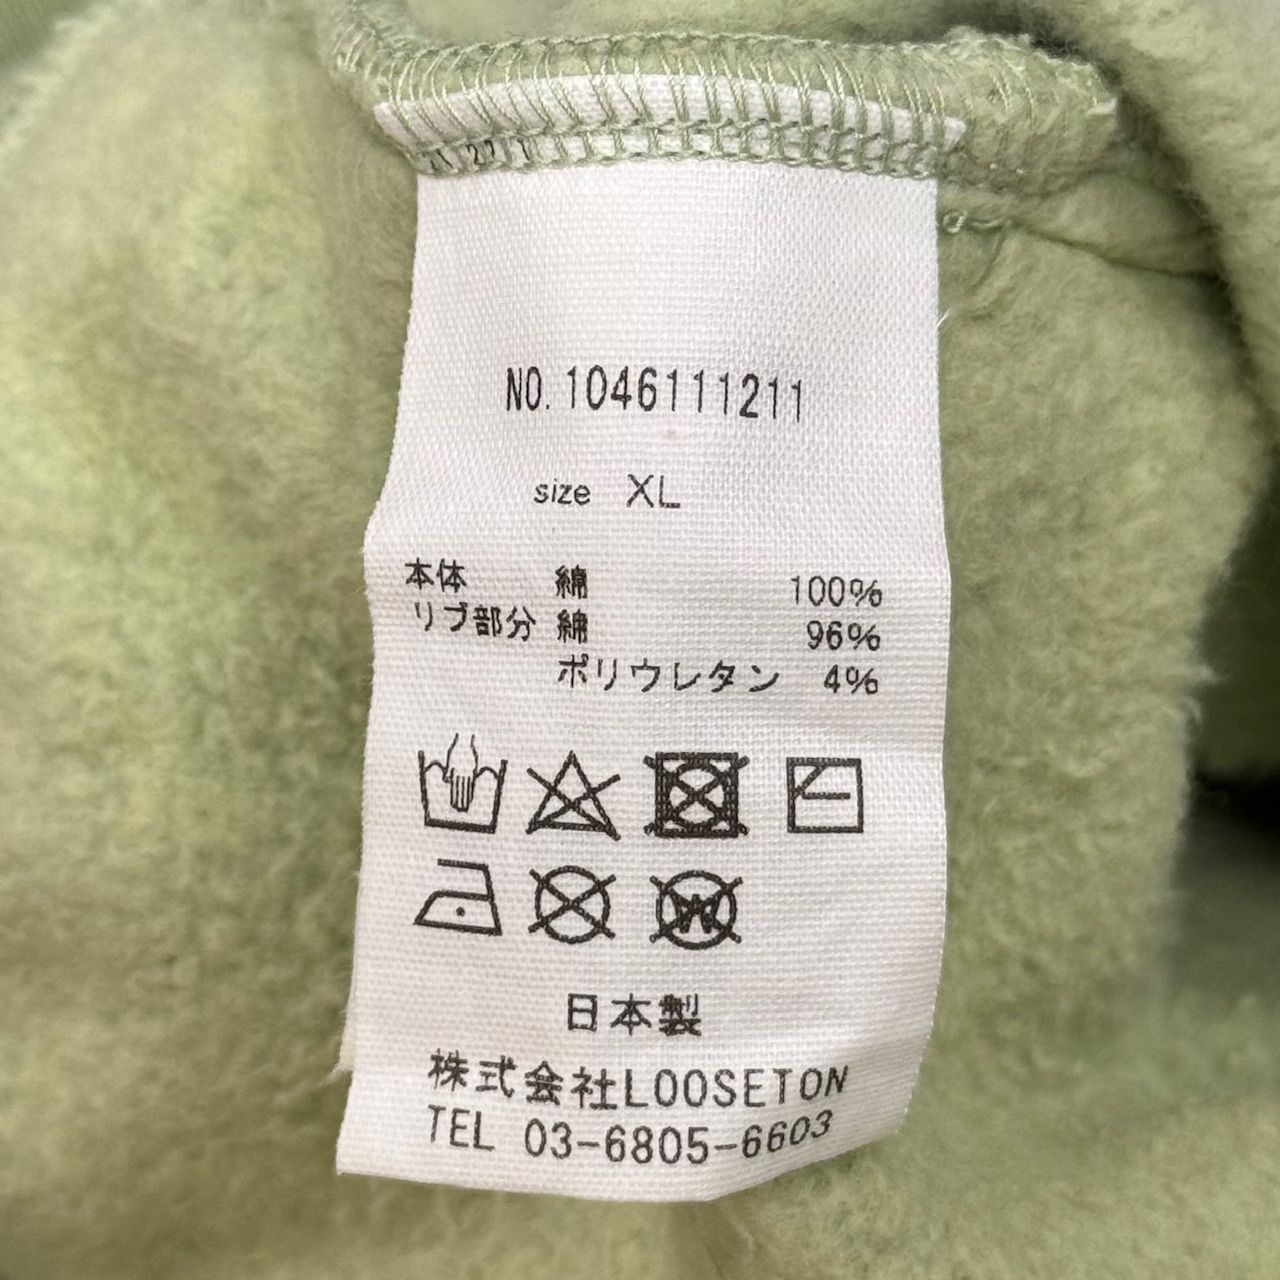 NO. 1046111211
size XL
本体 綿 100%
リブ部分 綿 96%
ポリウレタン 4%
W
日本製
株式会社LOOSETON
TEL 03-6805-6603